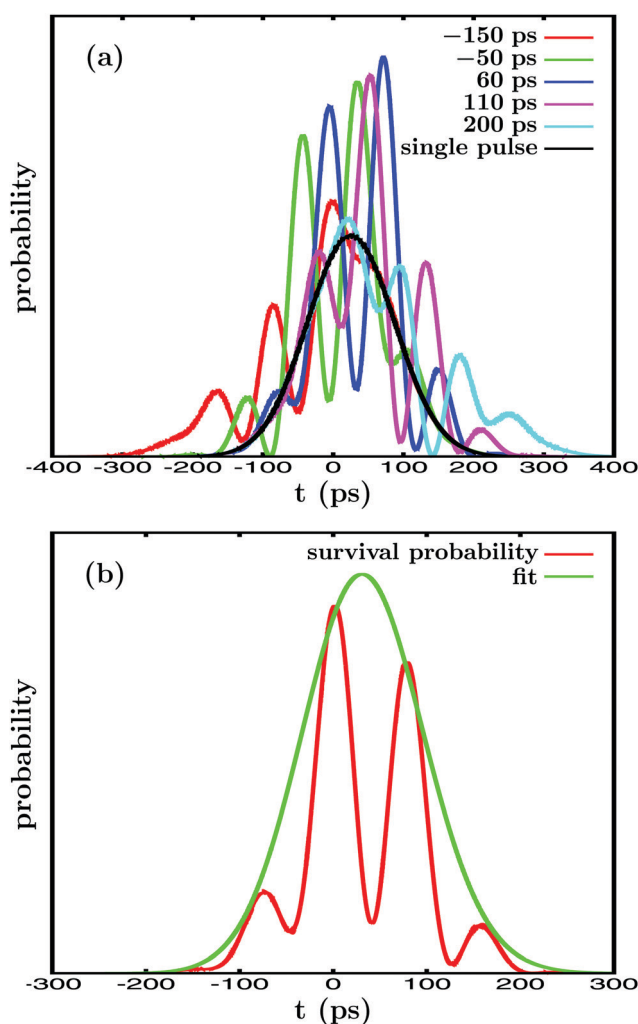 (a)
−150 ps
−50 ps
60 ps
110 ps
200 ps
single pulse
probability
-400 -300 -200 -100 0 100 200 300 400
t (ps)
(b)
survival probability
fit
probability
-300 -200 -100 0 100 200 300
t (ps)